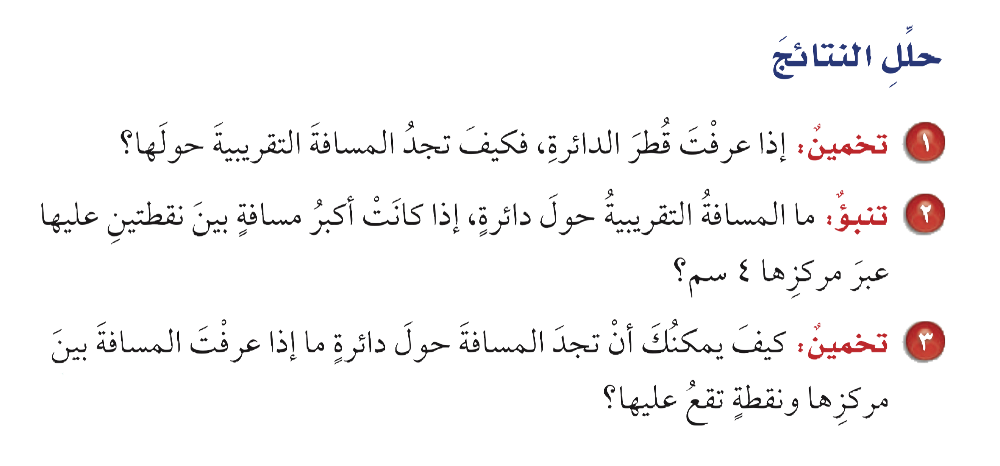 حلِّلِ النتائجَ
١ تخمينٌ: إذا عرفْتَ قُطرَ الدائرةِ، فكيفَ تجدُ المسافةَ التقريبيةَ حولَها؟
٢ تنبؤٌ: ما المسافةُ التقريبيةُ حولَ دائرةٍ، إذا كانَتْ أكبرُ مسافةٍ بينَ نقطتينِ عليها
عبرَ مركزِها ٤ سم؟
٣ تخمينٌ: كيفَ يمكنُكَ أنْ تجدَ المسافةَ حولَ دائرةٍ ما إذا عرفْتَ المسافةَ بينَ
مركزِها ونقطةٍ تقعُ عليها؟